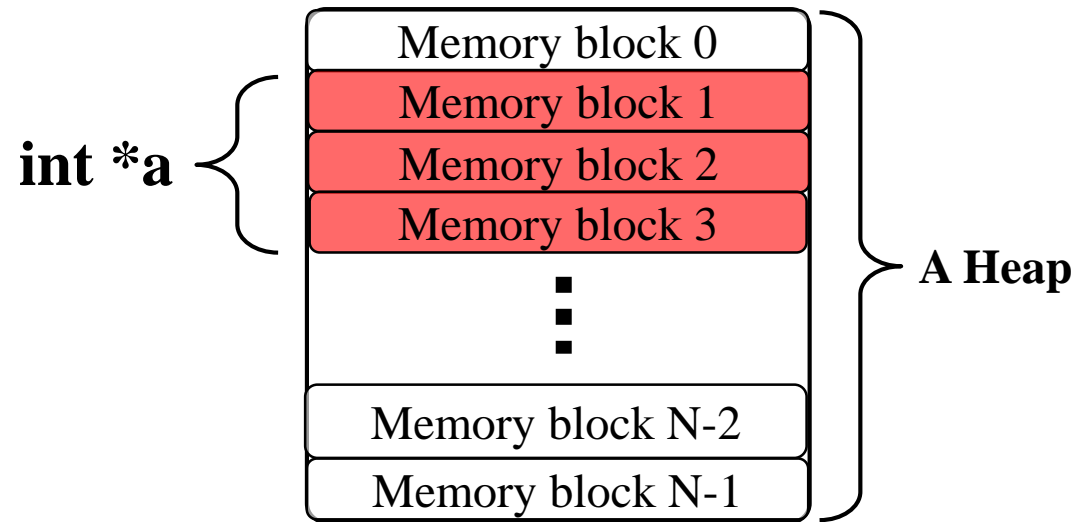 Memory block 0
Memory block 1
int *a
Memory block 2
Memory block 3
A Heap
Memory block N-2
Memory block N-1